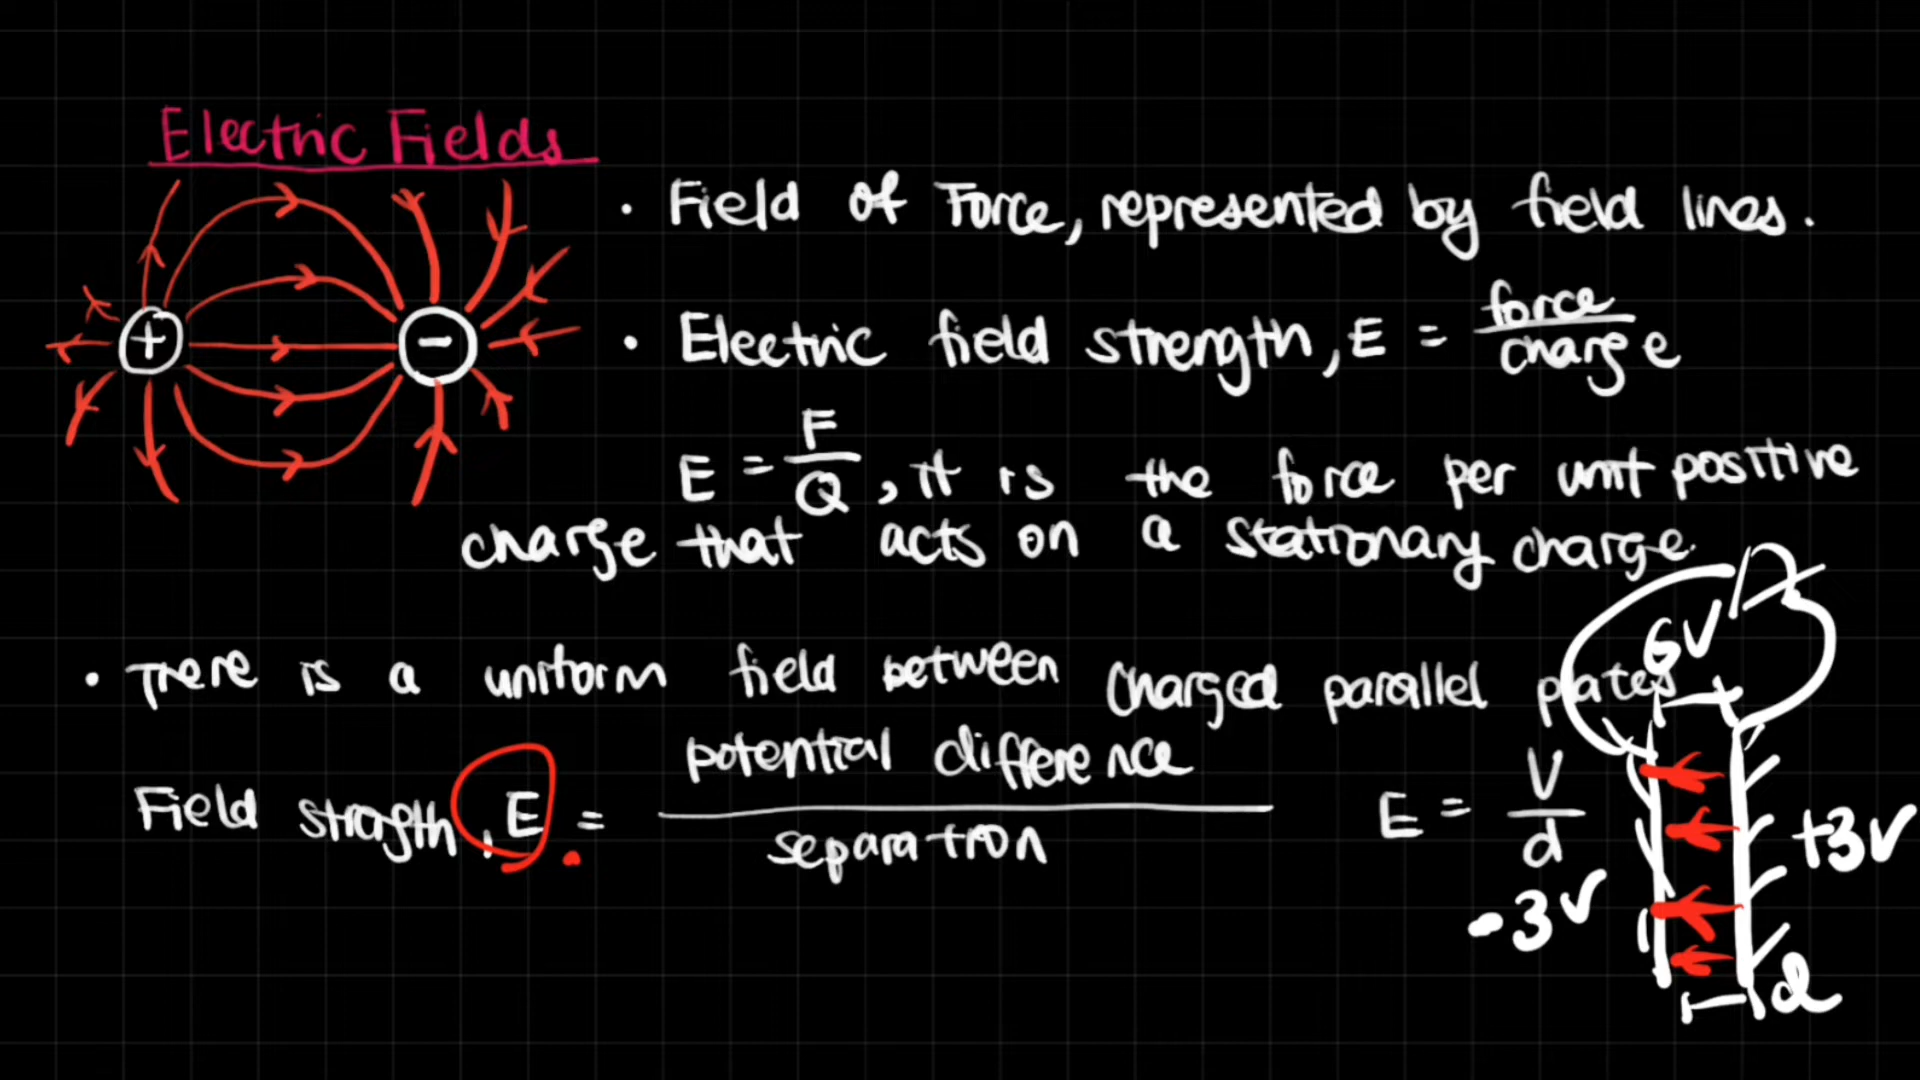 Electric Fields
• Field of Force, represented by field lines.
• Electric field strength, E = force / charge
E = F / Q, it is the force per unit positive
charge that acts on a stationary charge.
• There is a uniform field between charged parallel plates
Field strength, E = potential difference / separation
E = V / d
6V
+3V
-3V
d
+
-